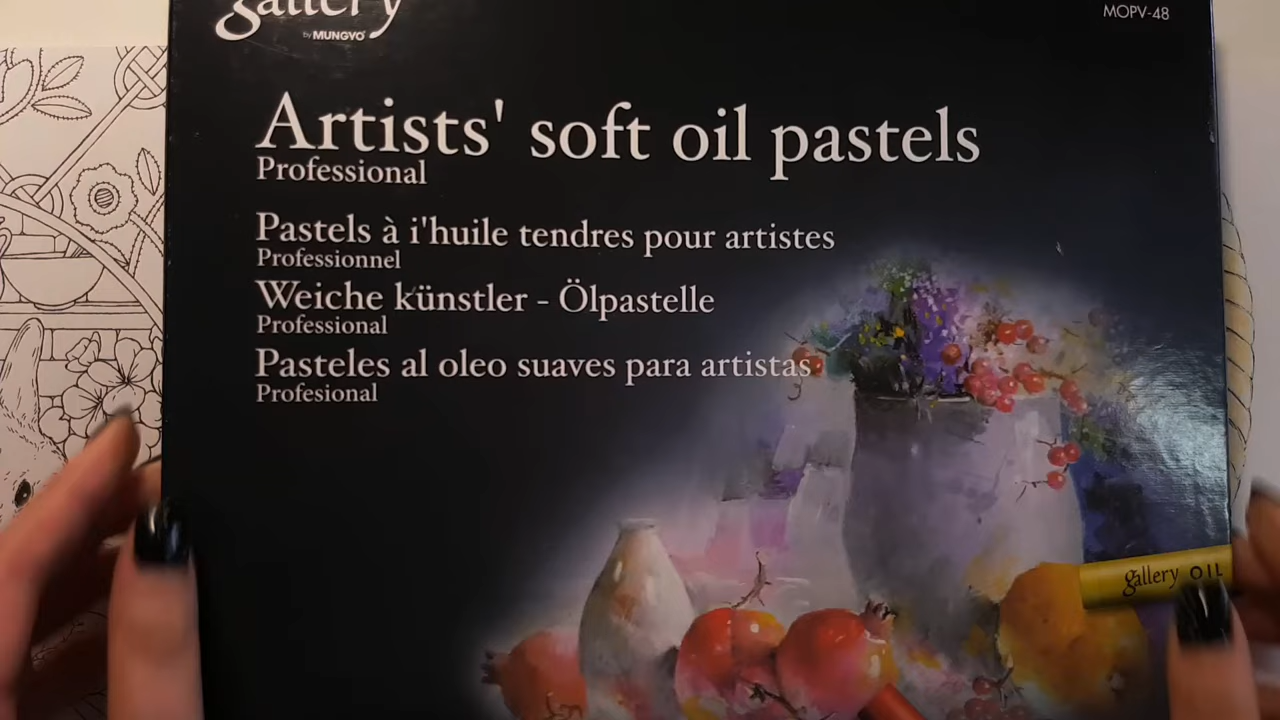 gallery
by MUNGYO
MOPV-48
Artists' soft oil pastels
Professional
Pastels à i'huile tendres pour artistes
Professionnel
Weiche künstler - Ölpastelle
Professional
Pasteles al oleo suaves para artistas
Profesional
gallery OIL